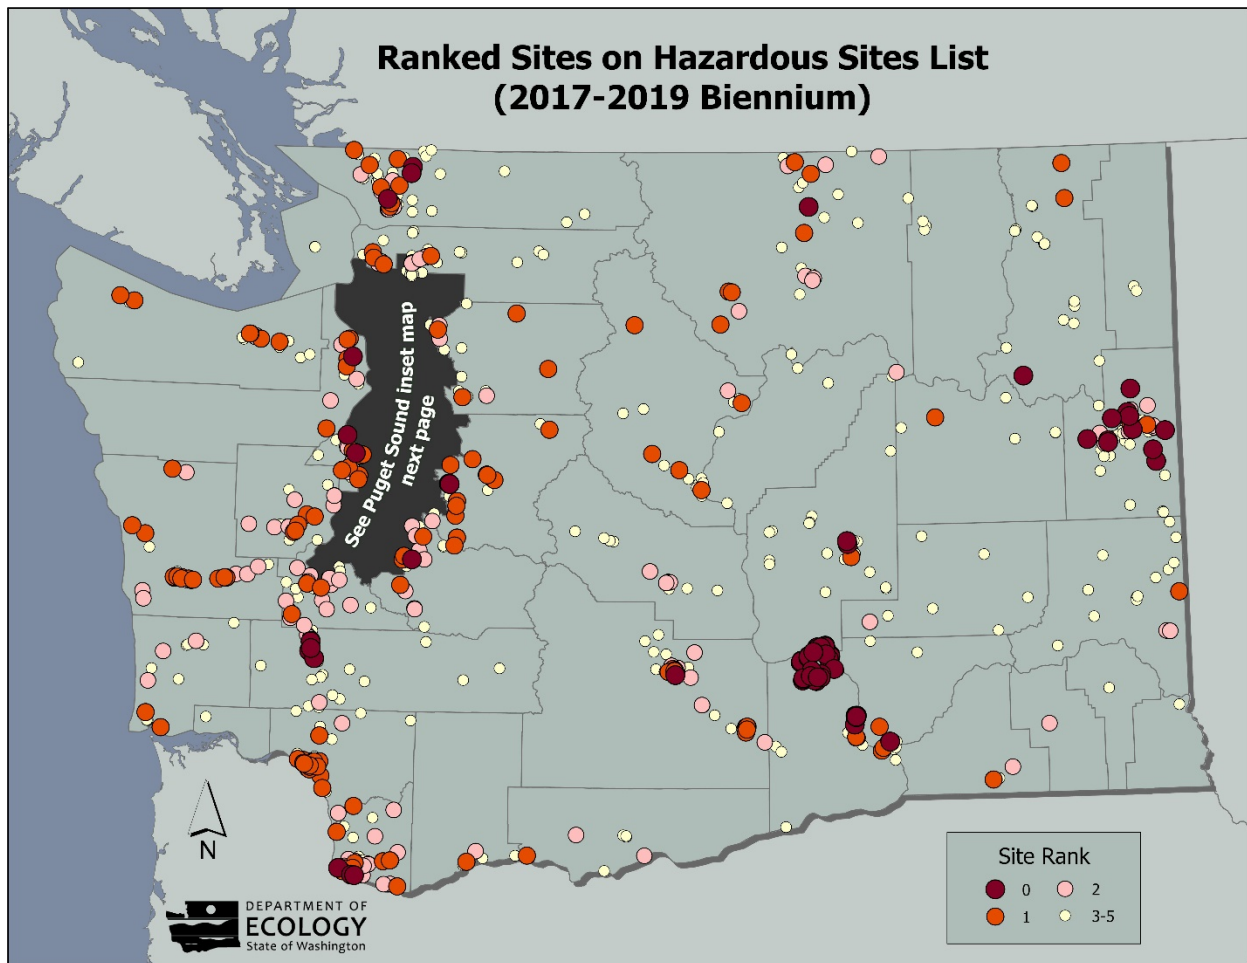 Ranked Sites on Hazardous Sites List
(2017-2019 Biennium)
See Puget Sound inset map
next page
N
DEPARTMENT OF
ECOLOGY
State of Washington
Site Rank
0 2
1 3-5